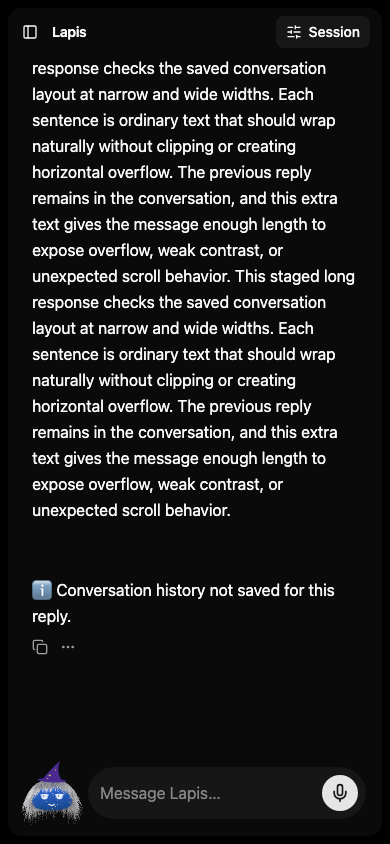 Lapis
Session
response checks the saved conversation
layout at narrow and wide widths. Each
sentence is ordinary text that should wrap
naturally without clipping or creating
horizontal overflow. The previous reply
remains in the conversation, and this extra
text gives the message enough length to
expose overflow, weak contrast, or
unexpected scroll behavior. This staged long
response checks the saved conversation
layout at narrow and wide widths. Each
sentence is ordinary text that should wrap
naturally without clipping or creating
horizontal overflow. The previous reply
remains in the conversation, and this extra
text gives the message enough length to
expose overflow, weak contrast, or
unexpected scroll behavior.
ℹ️ Conversation history not saved for this
reply.
Message Lapis...